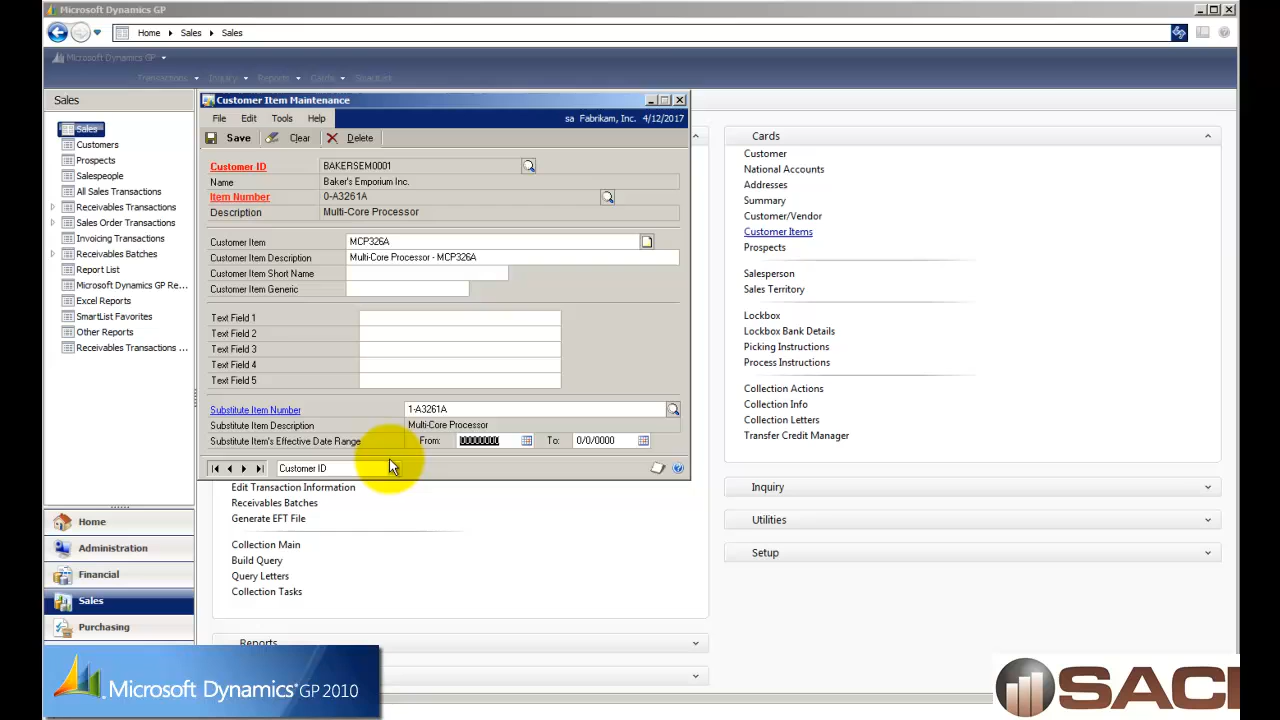 Microsoft Dynamics GP
Home Sales Sales
Microsoft Dynamics GP
Transactions Inquiry Reports Cards SmartList
Sales
Sales
Customers
Prospects
Salespeople
All Sales Transactions
Receivables Transactions
Sales Order Transactions
Invoicing Transactions
Receivables Batches
Report List
Microsoft Dynamics GP Re...
Excel Reports
SmartList Favorites
Other Reports
Receivables Transactions ...
Home
Administration
Financial
Sales
Purchasing
Customer Item Maintenance
File Edit Tools Help sa Fabrikam, Inc. 4/12/2017
Save Clear Delete
Customer ID BAKERSEM0001
Name Baker's Emporium Inc.
Item Number 0-A3261A
Description Multi-Core Processor
Customer Item MCP326A
Customer Item Description Multi-Core Processor - MCP326A
Customer Item Short Name
Customer Item Generic
Text Field 1
Text Field 2
Text Field 3
Text Field 4
Text Field 5
Substitute Item Number 1-A3261A
Substitute Item Description Multi-Core Processor
Substitute Item's Effective Date Range From: 00000000 To: 0/0/0000
Customer ID
Edit Transaction Information
Receivables Batches
Generate EFT File
Collection Main
Build Query
Query Letters
Collection Tasks
Reports
Cards
Customer
National Accounts
Addresses
Summary
Customer/Vendor
Customer Items
Prospects
Salesperson
Sales Territory
Lockbox
Lockbox Bank Details
Picking Instructions
Process Instructions
Collection Actions
Collection Info
Collection Letters
Transfer Credit Manager
Inquiry
Utilities
Setup
Microsoft Dynamics GP 2010